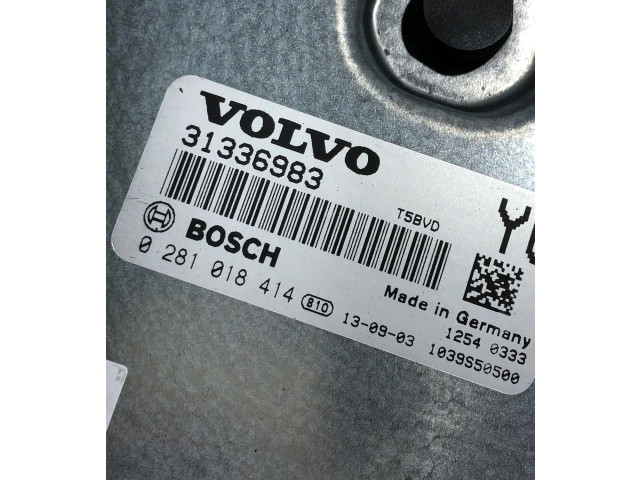 VOLVO
31336983
T5BVD
BOSCH
0 281 018 414 810 13-09-03
Made in Germany
1254 0333
1039S50500